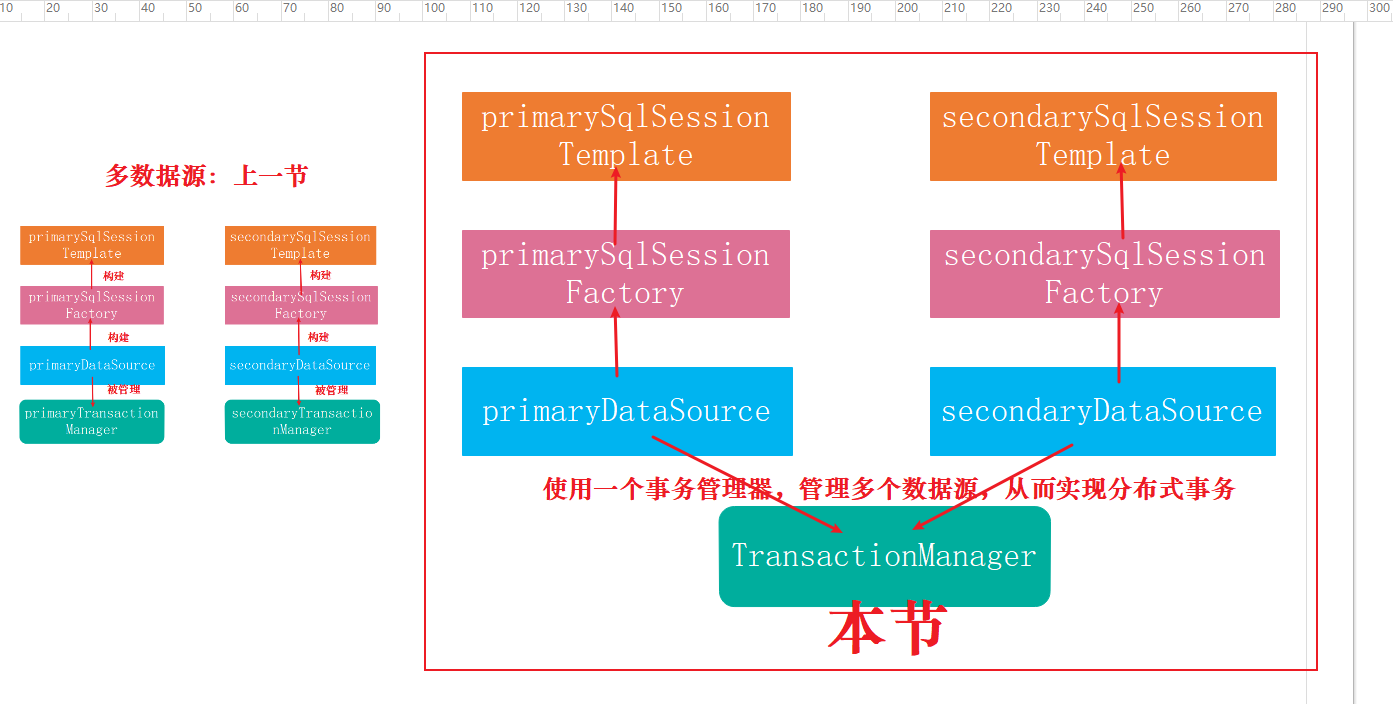 10 20 30 40 50 60 70 80 90 100 110 120 130 140 150 160 170 180 190 200 210 220 230 240 250 260 270 280 290 300
多数据源：上一节
primarySqlSession
Template
构建
primarySqlSession
Factory
构建
primaryDataSource
被管理
primaryTransaction
Manager
secondarySqlSession
Template
构建
secondarySqlSession
Factory
构建
secondaryDataSource
被管理
secondaryTransactio
nManager
primarySqlSession
Template
primarySqlSession
Factory
primaryDataSource
secondarySqlSession
Template
secondarySqlSession
Factory
secondaryDataSource
使用一个事务管理器，管理多个数据源，从而实现分布式事务
TransactionManager
本节